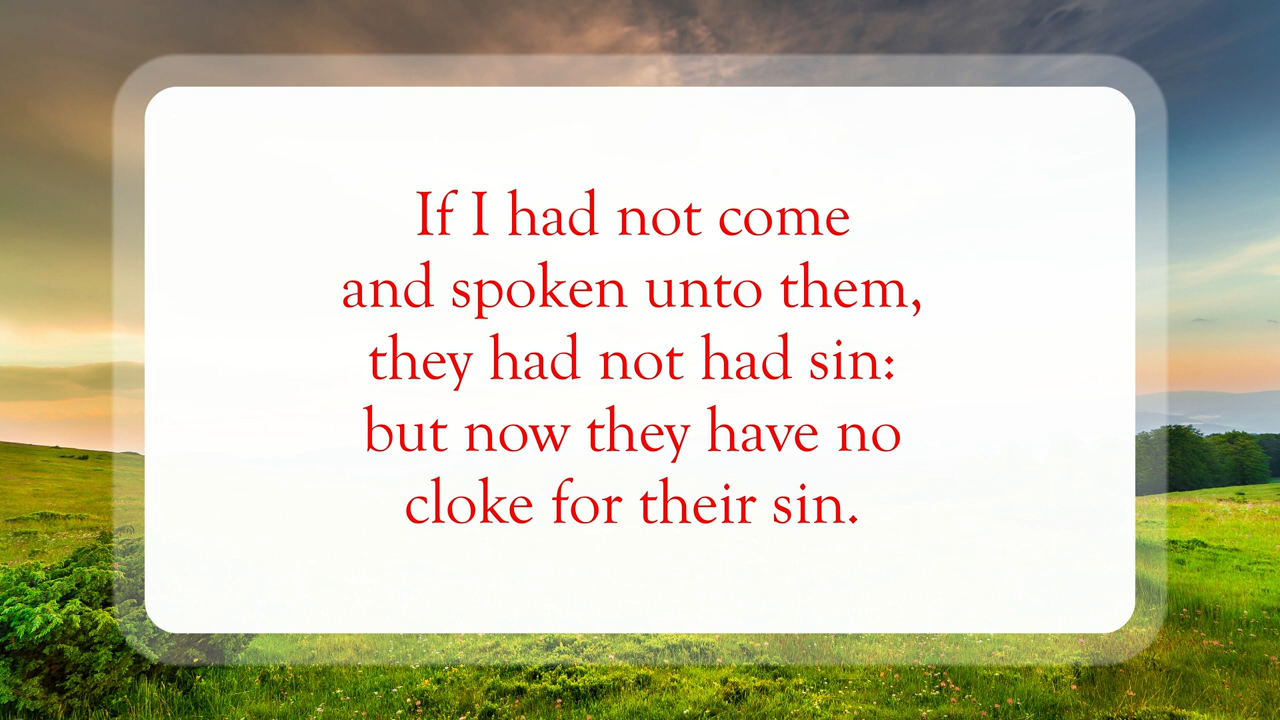 If I had not come
and spoken unto them,
they had not had sin:
but now they have no
cloke for their sin.